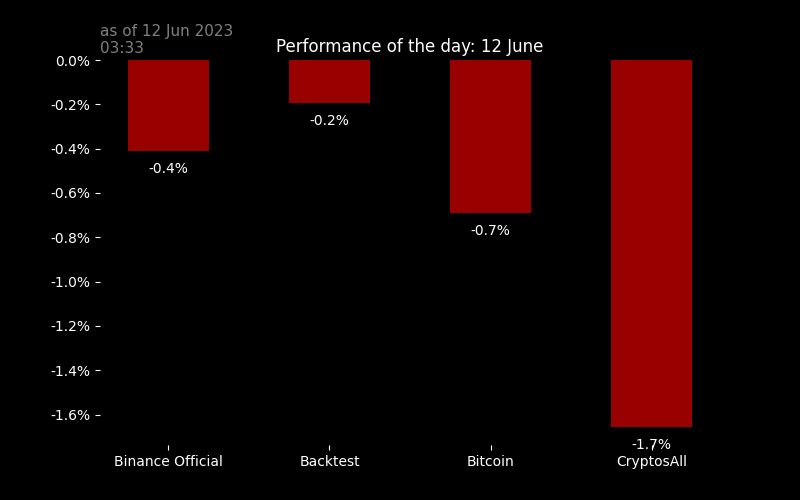 as of 12 Jun 2023
03:33
Performance of the day: 12 June
0.0%
-0.2%
-0.4%
-0.6%
-0.8%
-1.0%
-1.2%
-1.4%
-1.6%
-0.4%
-0.2%
-0.7%
-1.7%
Binance Official
Backtest
Bitcoin
CryptosAll